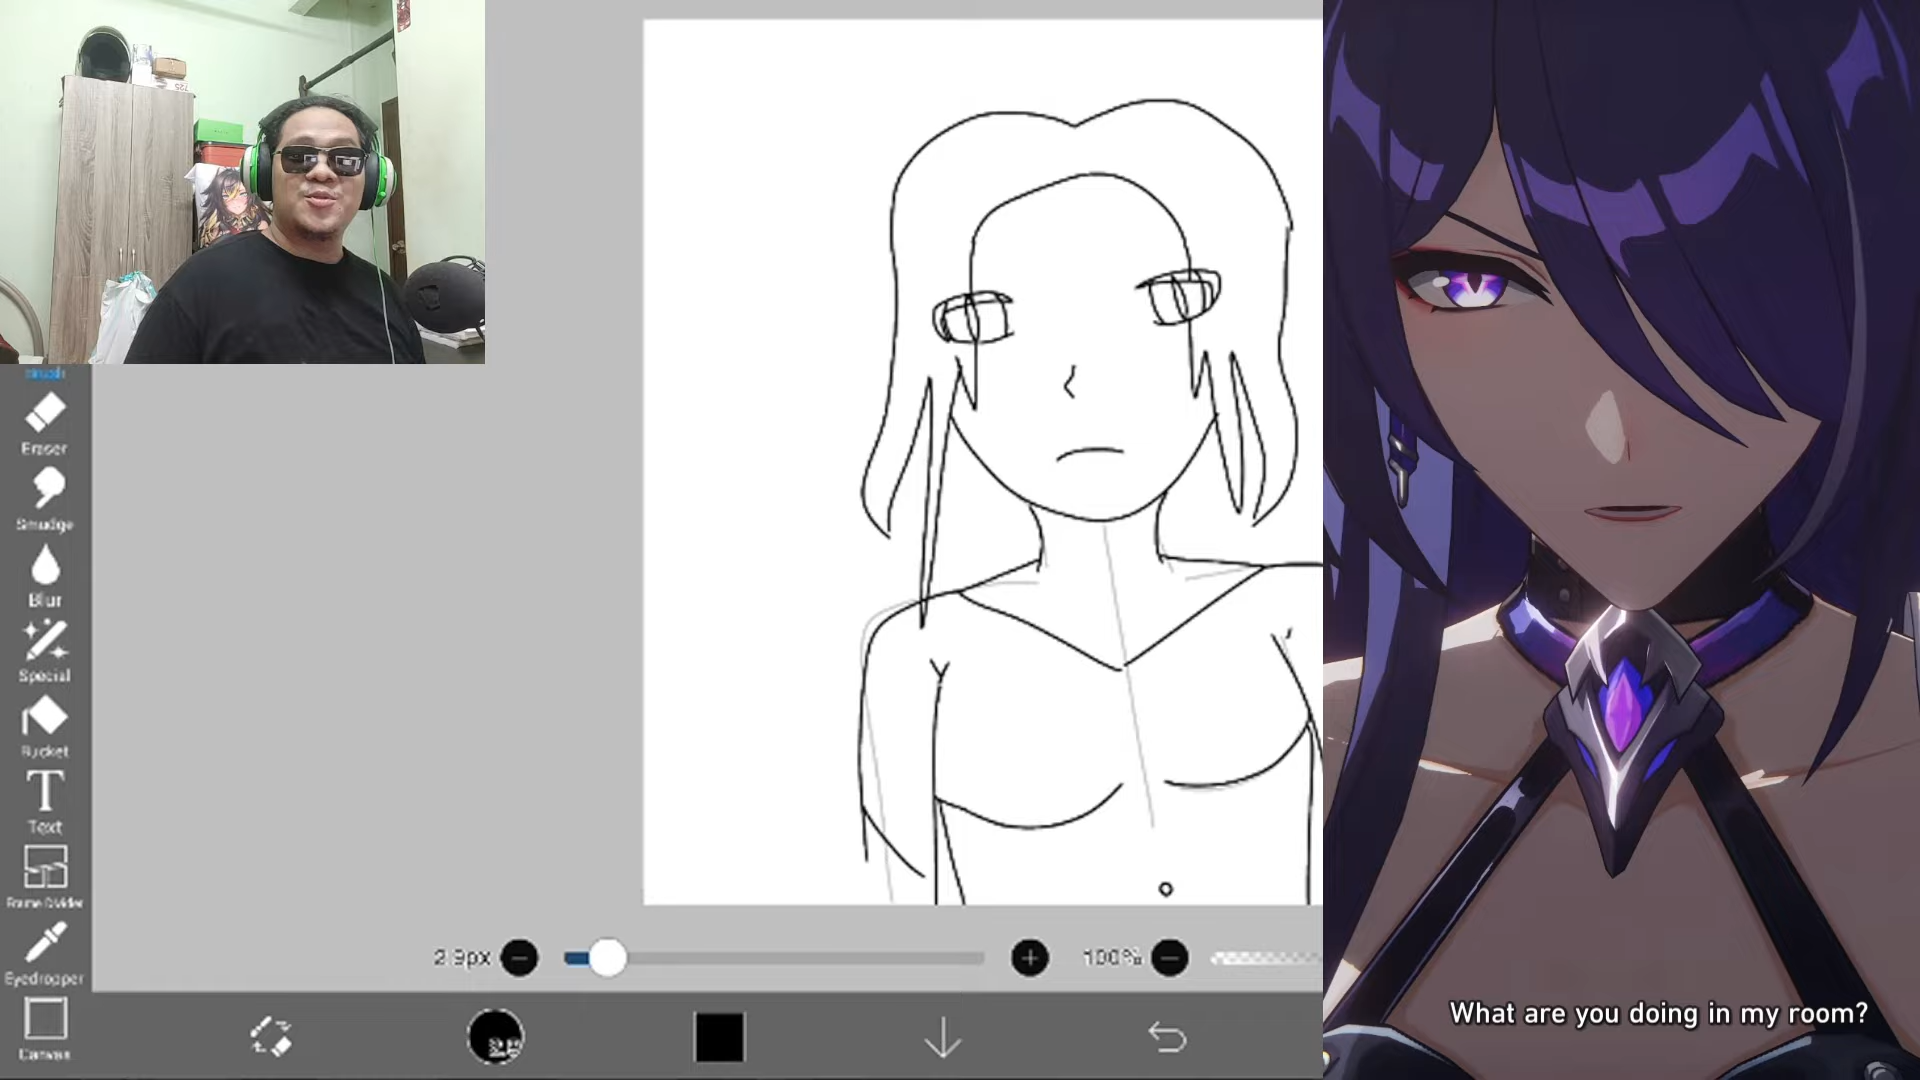 Brush
Eraser
Smudge
Blur
Special
Bucket
Text
Frame Divider
Eyedropper
Canvas
2.9px
100%
What are you doing in my room?